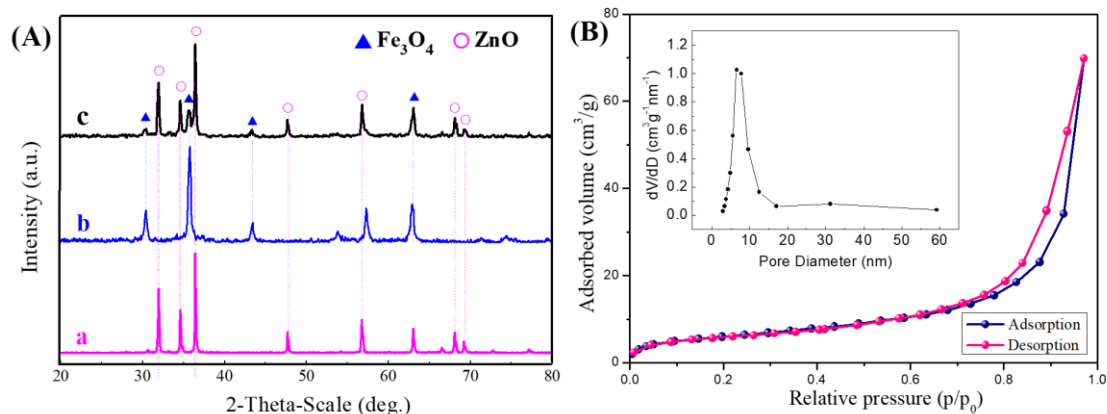 (A)
Fe₃O₄
ZnO
c
b
a
Intensity (a.u.)
20 30 40 50 60 70 80
2-Theta-Scale (deg.)
(B)
80
60
40
20
0
Adsorbed volume (cm³/g)
1.2
1.0
0.8
0.6
0.4
0.2
0.0
dV/dD (cm³g⁻¹nm⁻¹)
0 10 20 30 40 50 60
Pore Diameter (nm)
Adsorption
Desorption
0.0 0.2 0.4 0.6 0.8 1.0
Relative pressure (p/p₀)